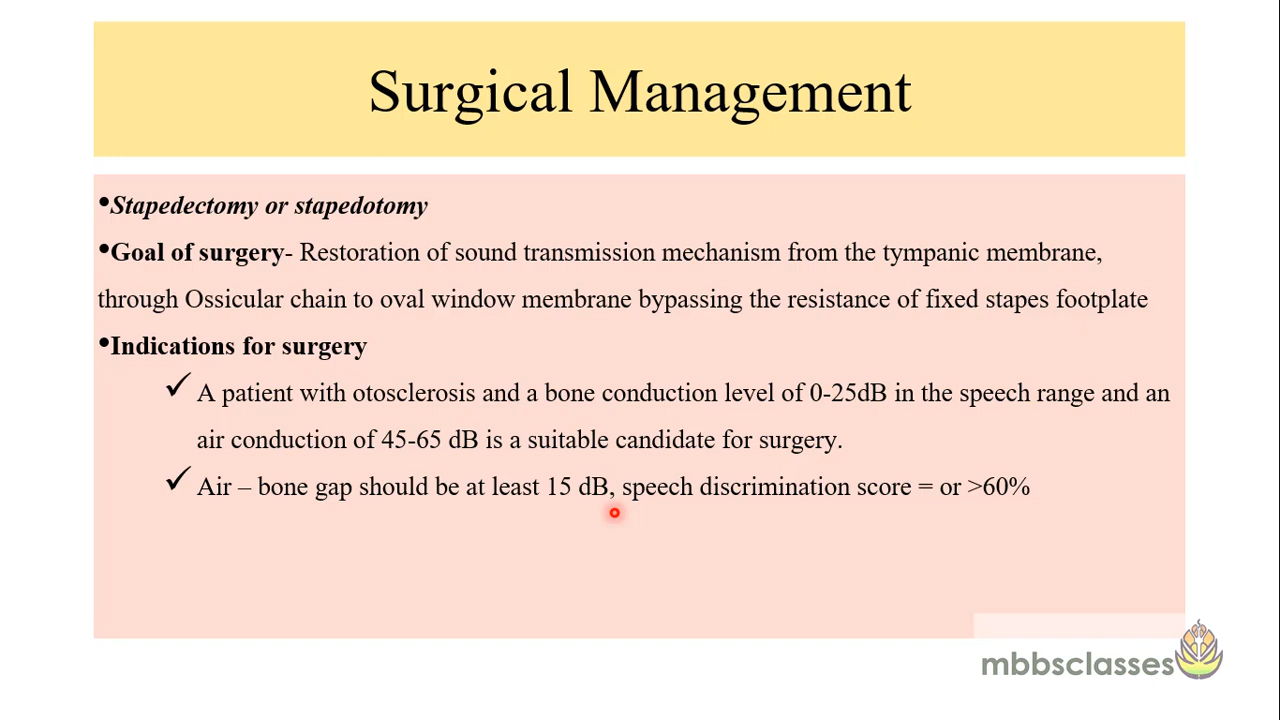 Surgical Management
•Stapedectomy or stapedotomy
•Goal of surgery- Restoration of sound transmission mechanism from the tympanic membrane,
through Ossicular chain to oval window membrane bypassing the resistance of fixed stapes footplate
•Indications for surgery
✓ A patient with otosclerosis and a bone conduction level of 0-25dB in the speech range and an
air conduction of 45-65 dB is a suitable candidate for surgery.
✓ Air – bone gap should be at least 15 dB, speech discrimination score = or >60%
mbbsclasses